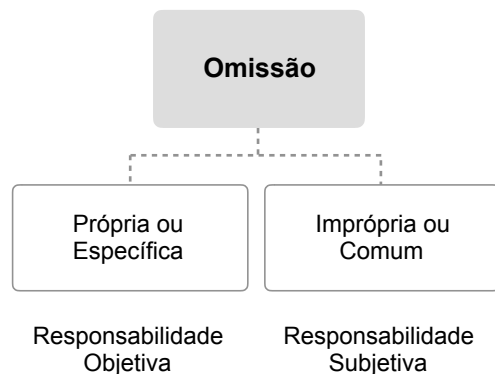 Omissão
Própria ou
Específica
Imprópria ou
Comum
Responsabilidade
Objetiva
Responsabilidade
Subjetiva